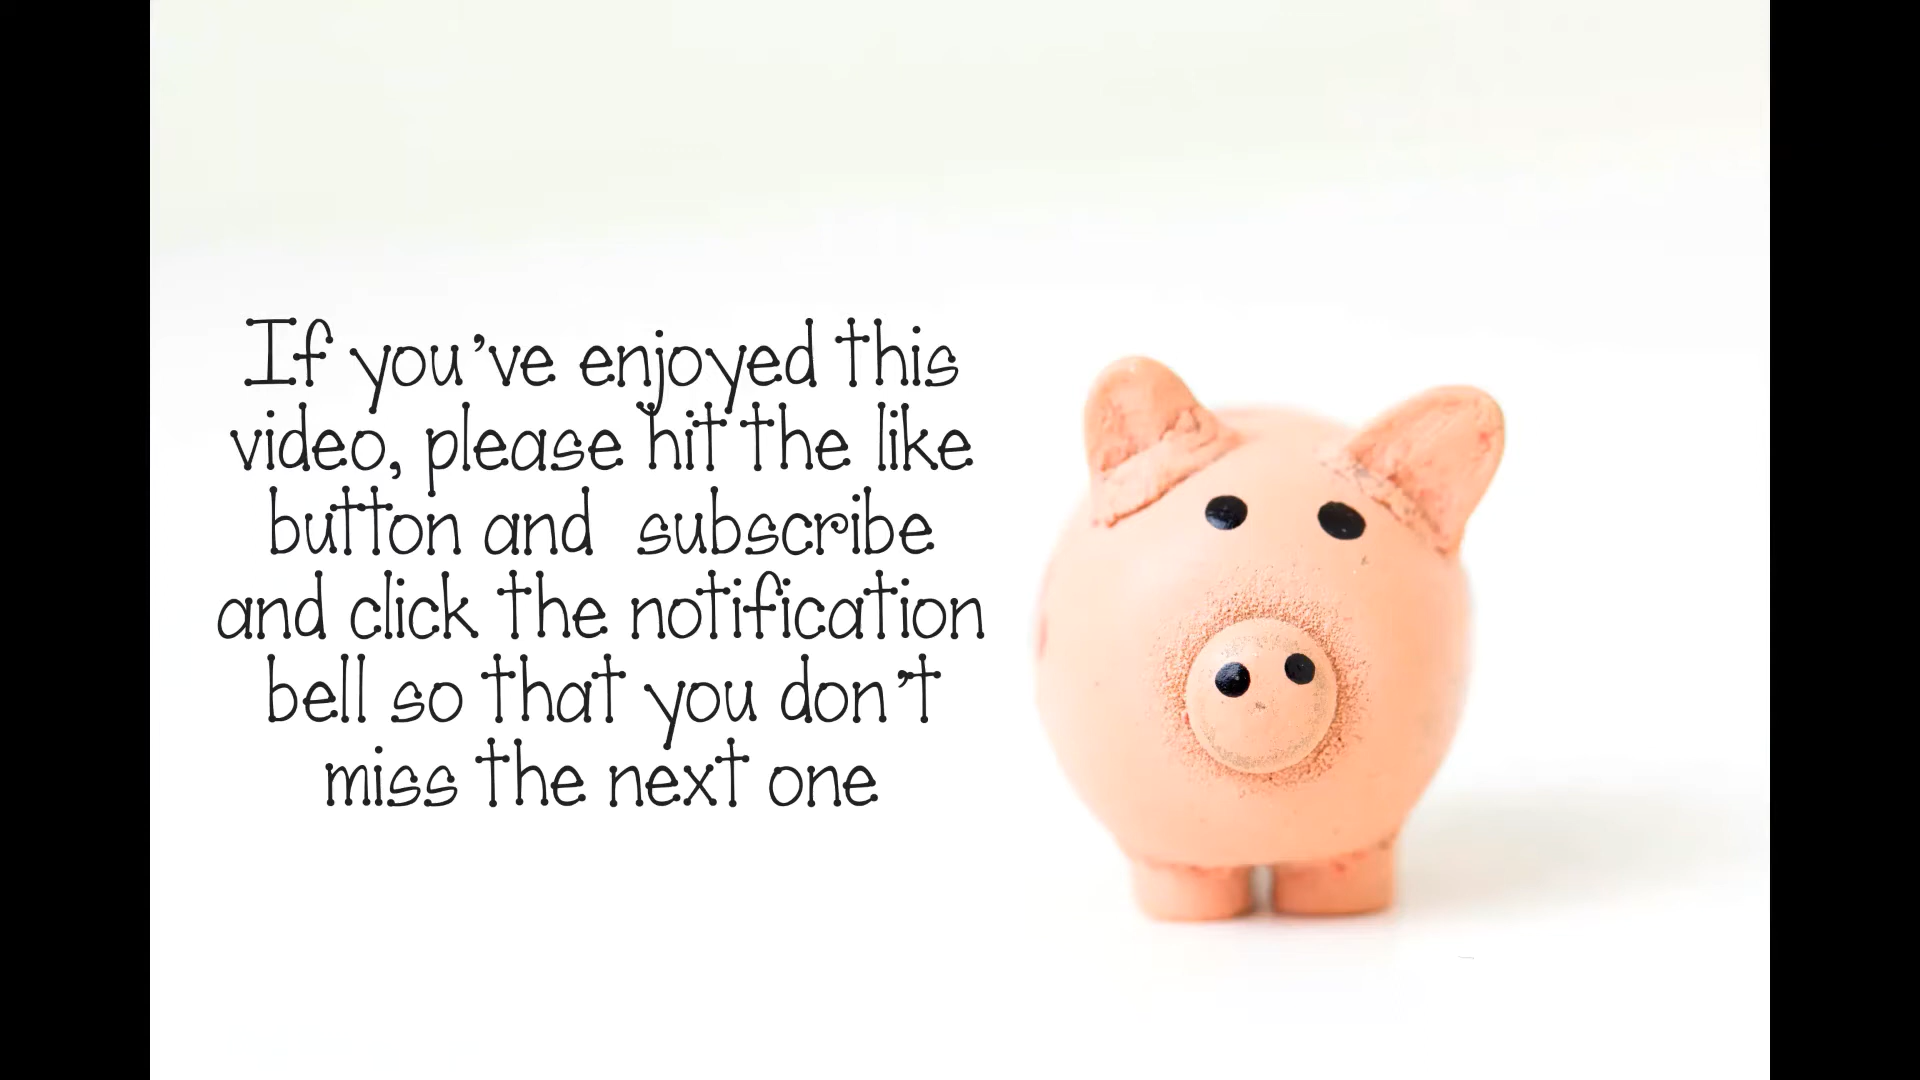 If you've enjoyed this
video, please hit the like
button and  subscribe
and click the notification
bell so that you don't
miss the next one